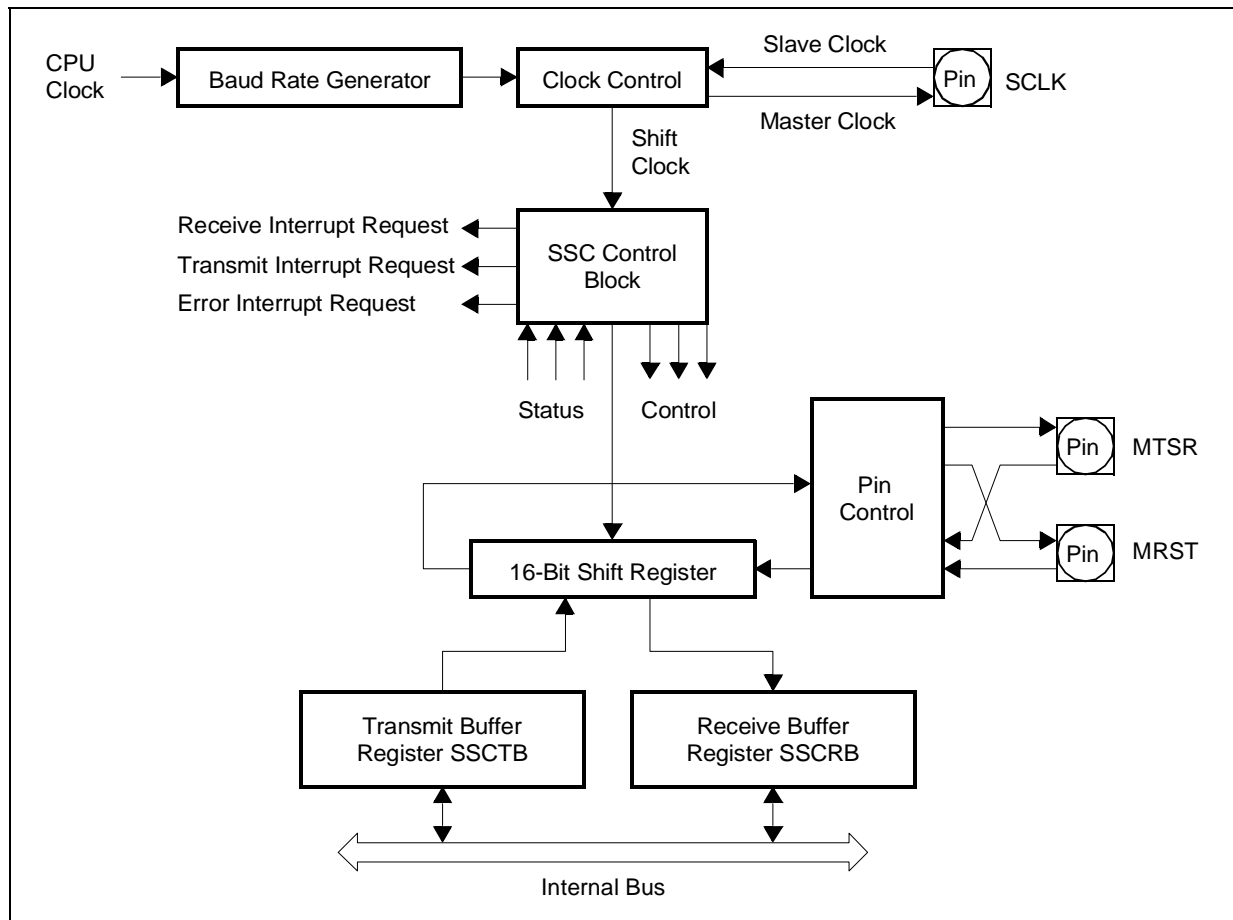 CPU
Clock
Baud Rate Generator
Clock Control
Slave Clock
Master Clock
Pin
SCLK
Shift
Clock
Receive Interrupt Request
Transmit Interrupt Request
Error Interrupt Request
SSC Control
Block
Status
Control
Pin
Control
Pin
MTSR
Pin
MRST
16-Bit Shift Register
Transmit Buffer
Register SSCTB
Receive Buffer
Register SSCRB
Internal Bus